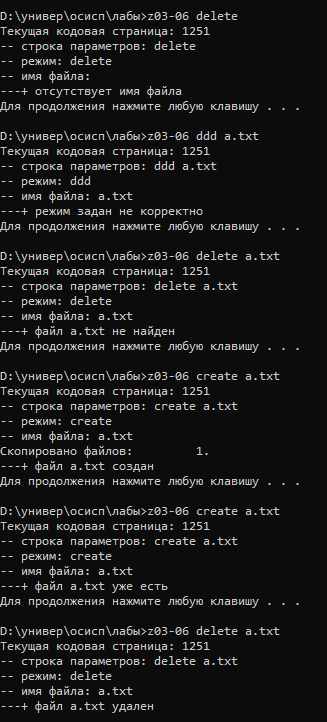 D:\универ\осисп\лабы>z03-06 delete
Текущая кодовая страница: 1251
-- строка параметров: delete
-- режим: delete
-- имя файла:
---+ отсутствует имя файла
Для продолжения нажмите любую клавишу . . .
D:\универ\осисп\лабы>z03-06 ddd a.txt
Текущая кодовая страница: 1251
-- строка параметров: ddd a.txt
-- режим: ddd
-- имя файла: a.txt
---+ режим задан не корректно
Для продолжения нажмите любую клавишу . . .
D:\универ\осисп\лабы>z03-06 delete a.txt
Текущая кодовая страница: 1251
-- строка параметров: delete a.txt
-- режим: delete
-- имя файла: a.txt
---+ файл a.txt не найден
Для продолжения нажмите любую клавишу . . .
D:\универ\осисп\лабы>z03-06 create a.txt
Текущая кодовая страница: 1251
-- строка параметров: create a.txt
-- режим: create
-- имя файла: a.txt
Скопировано файлов:         1.
---+ файл a.txt создан
Для продолжения нажмите любую клавишу . . .
D:\универ\осисп\лабы>z03-06 create a.txt
Текущая кодовая страница: 1251
-- строка параметров: create a.txt
-- режим: create
-- имя файла: a.txt
---+ файл a.txt уже есть
Для продолжения нажмите любую клавишу . . .
D:\универ\осисп\лабы>z03-06 delete a.txt
Текущая кодовая страница: 1251
-- строка параметров: delete a.txt
-- режим: delete
-- имя файла: a.txt
---+ файл a.txt удален